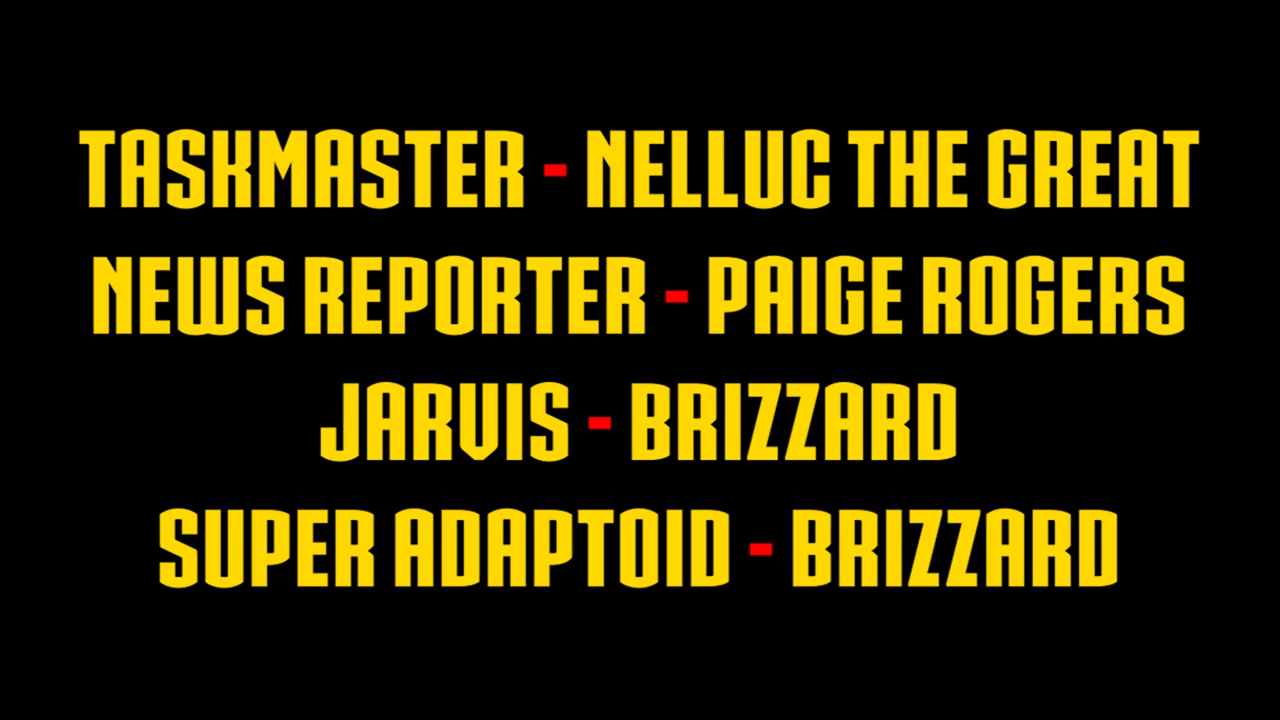 TASKMASTER - NELLUC THE GREAT
NEWS REPORTER - PAIGE ROGERS
JARVIS - BRIZZARD
SUPER ADAPTOID - BRIZZARD